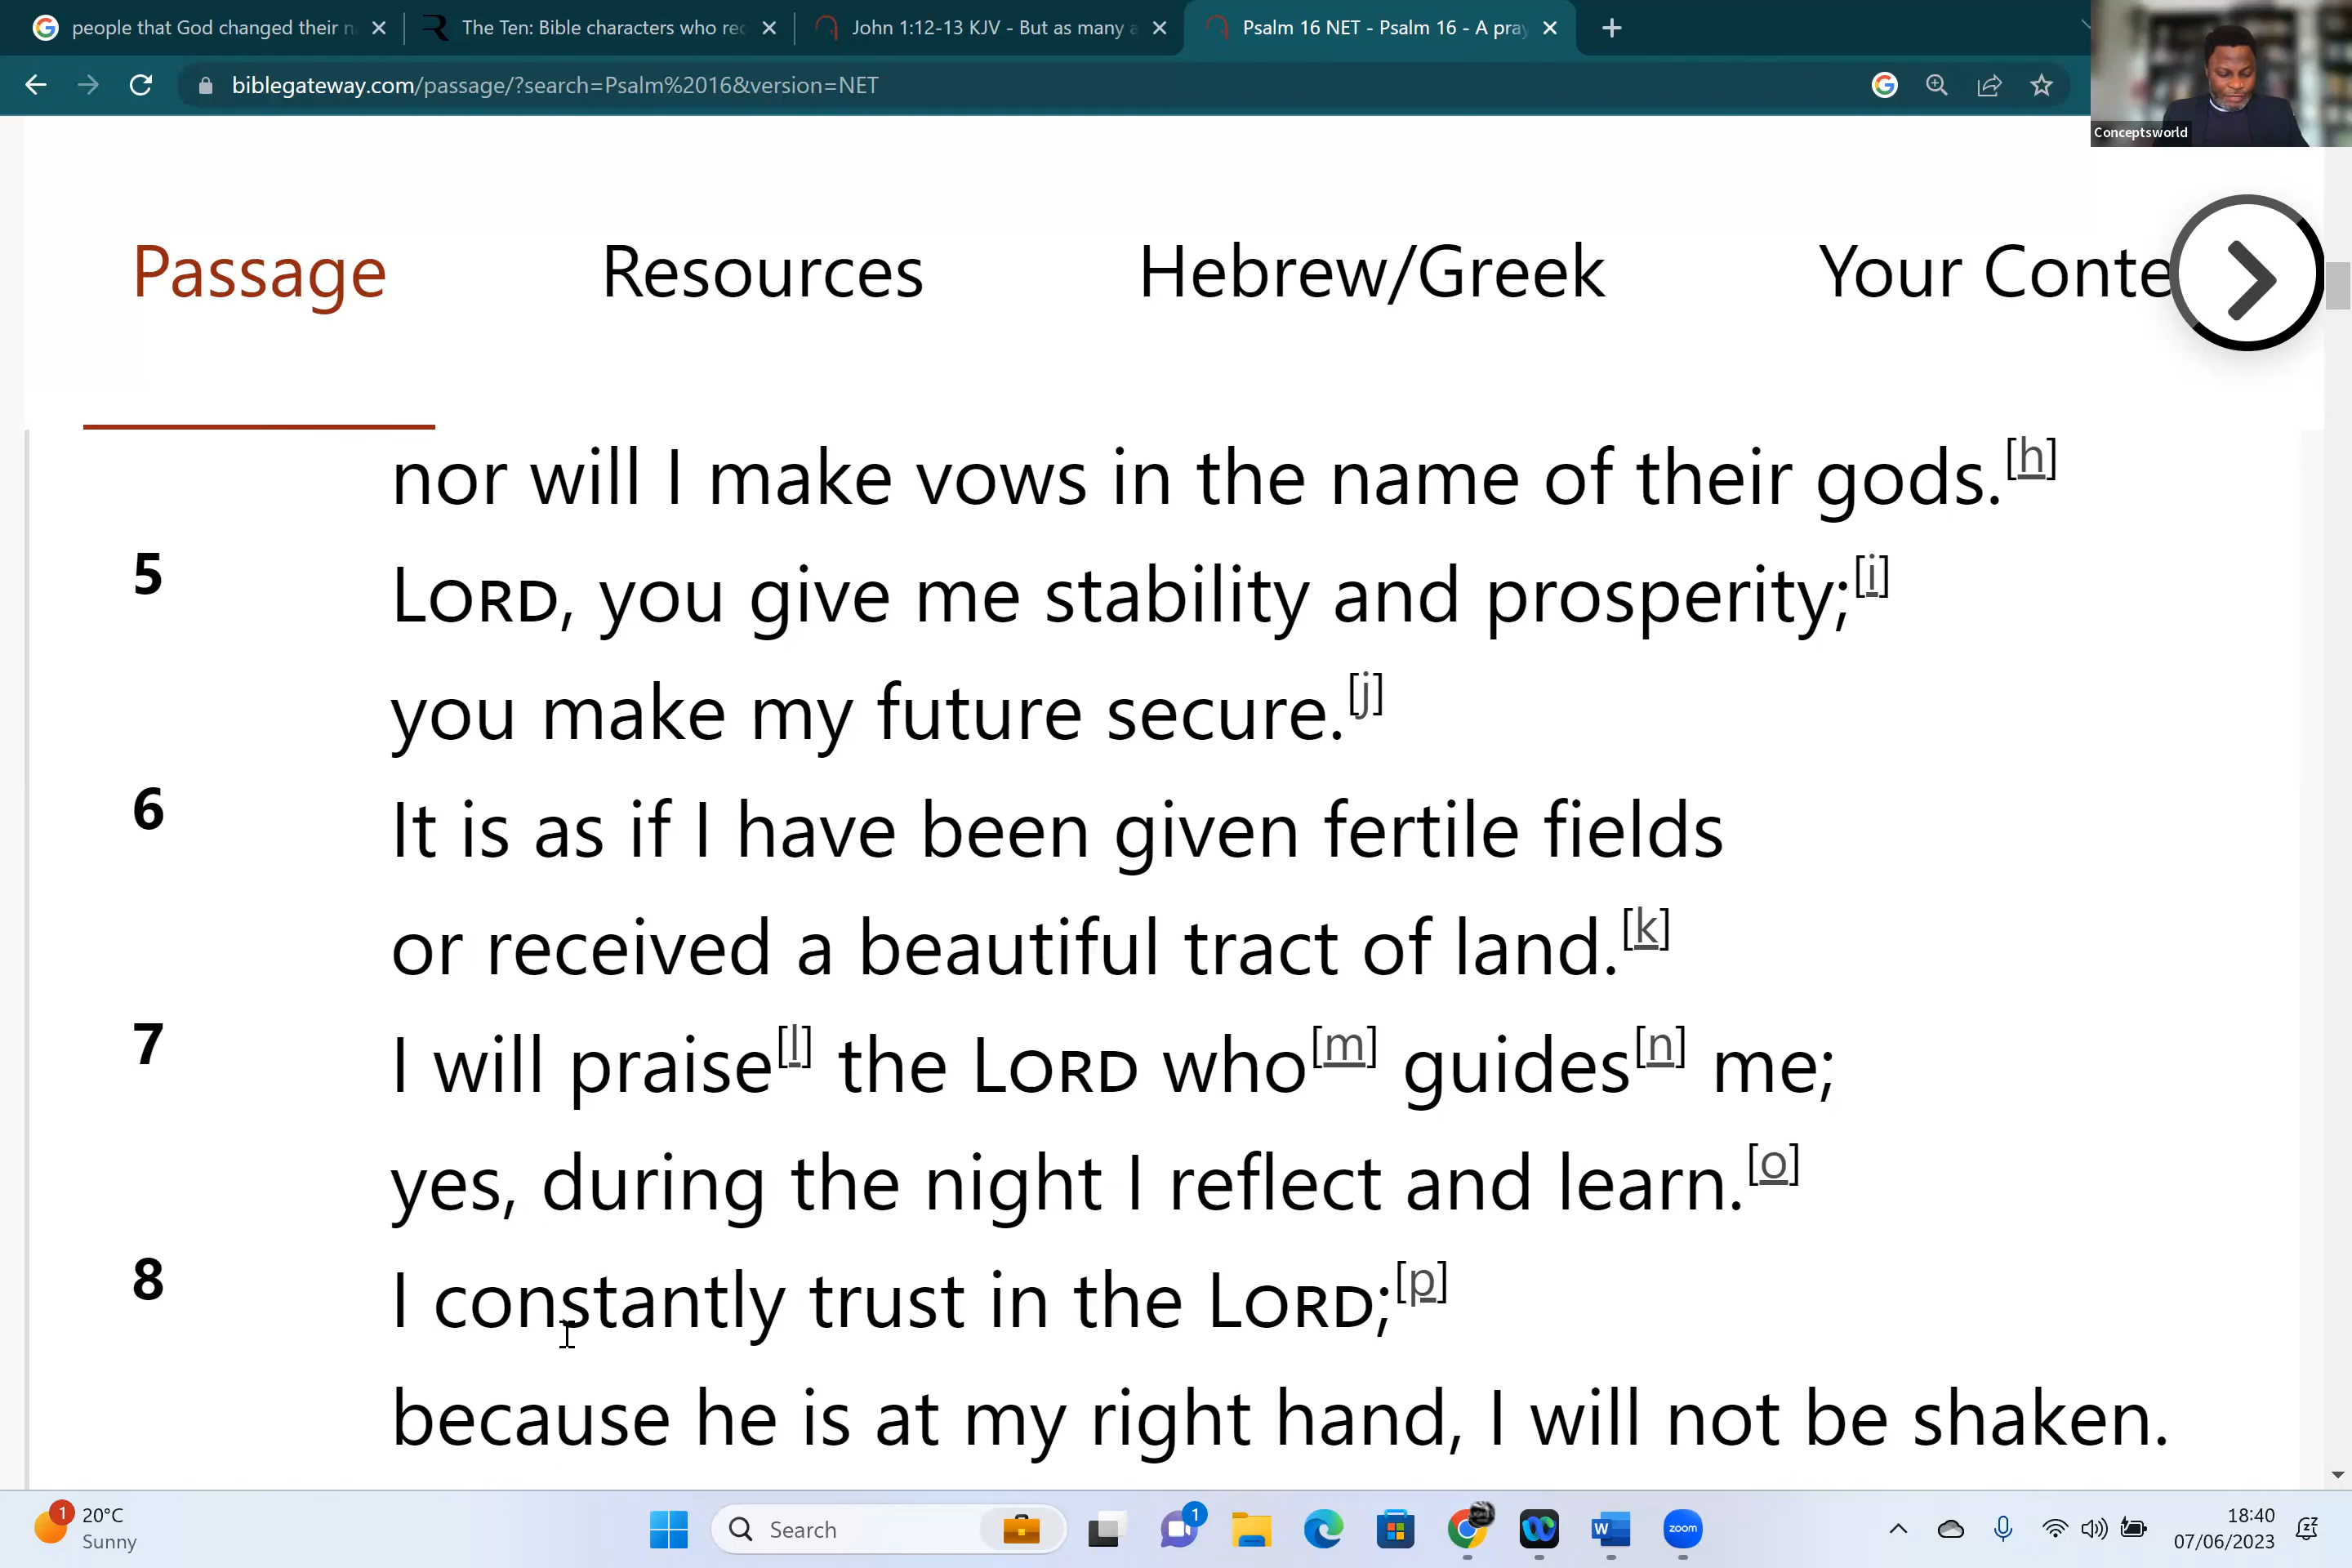 people that God changed their n
The Ten: Bible characters who rec
John 1:12-13 KJV - But as many a
Psalm 16 NET - Psalm 16 - A pray
biblegateway.com/passage/?search=Psalm%2016&version=NET
Conceptsworld
Passage Resources Hebrew/Greek Your Conte
nor will I make vows in the name of their gods.[h]
5 LORD, you give me stability and prosperity;[i]
you make my future secure.[j]
6 It is as if I have been given fertile fields
or received a beautiful tract of land.[k]
7 I will praise[l] the LORD who[m] guides[n] me;
yes, during the night I reflect and learn.[o]
8 I constantly trust in the LORD;[p]
because he is at my right hand, I will not be shaken.
1
20°C
Sunny
Search
1
W
zoom
18:40
07/06/2023